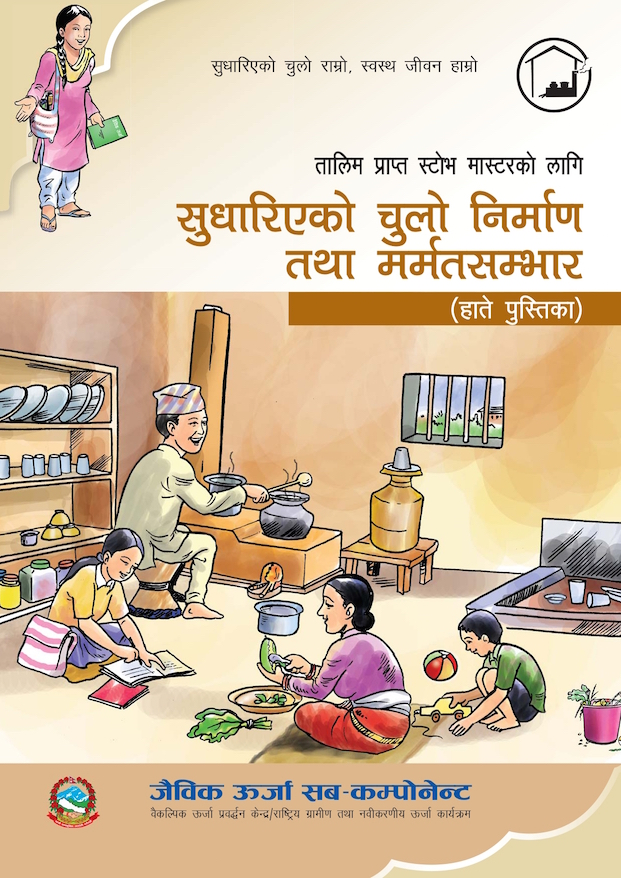 सुधारिएको चुलो राम्रो, स्वस्थ जीवन हाम्रो
तालिम प्राप्त स्टोभ मास्टरको लागि
सुधारिएको चुलो निर्माण
तथा मर्मतसम्भार
(हाते पुस्तिका)
जैविक ऊर्जा सब-कम्पोनेन्ट
वैकल्पिक ऊर्जा प्रवर्द्धन केन्द्र/राष्ट्रिय ग्रामीण तथा नवीकरणीय ऊर्जा कार्यक्रम